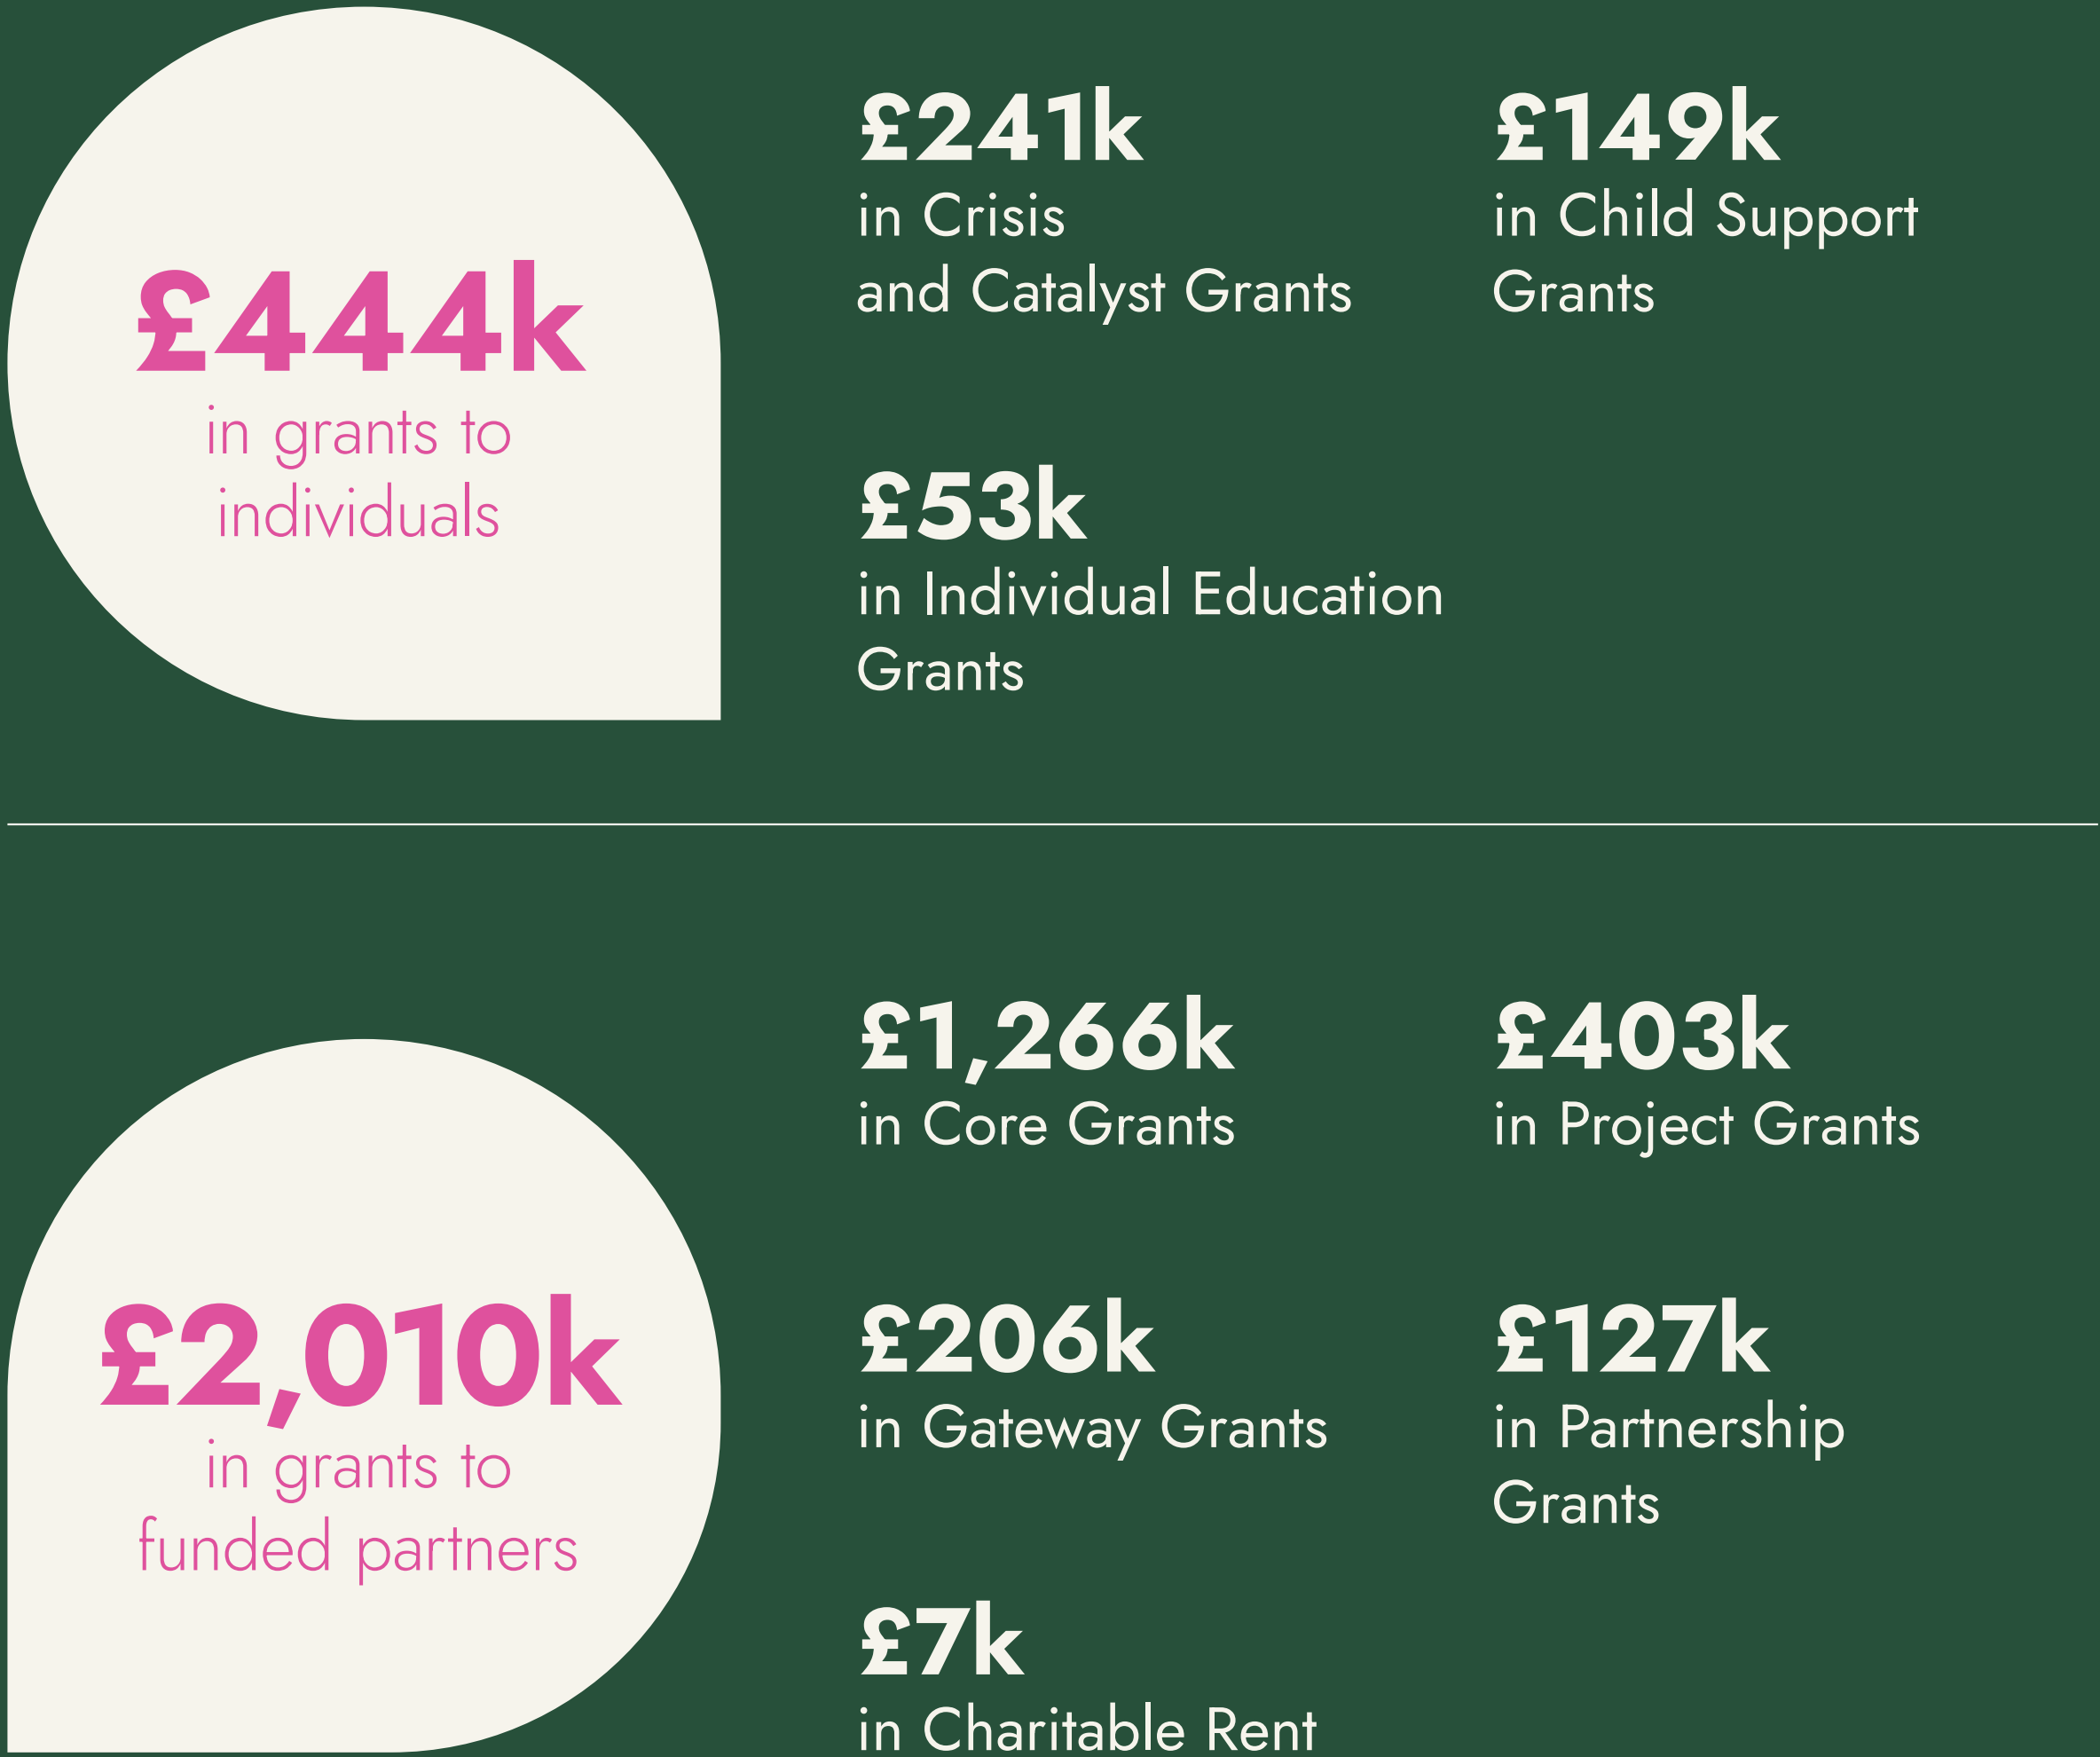 £444k
in grants to
individuals
£241k
in Crisis
and Catalyst Grants
£149k
in Child Support
Grants
£53k
in Individual Education
Grants
£2,010k
in grants to
funded partners
£1,266k
in Core Grants
£403k
in Project Grants
£206k
in Gateway Grants
£127k
in Partnership
Grants
£7k
in Charitable Rent